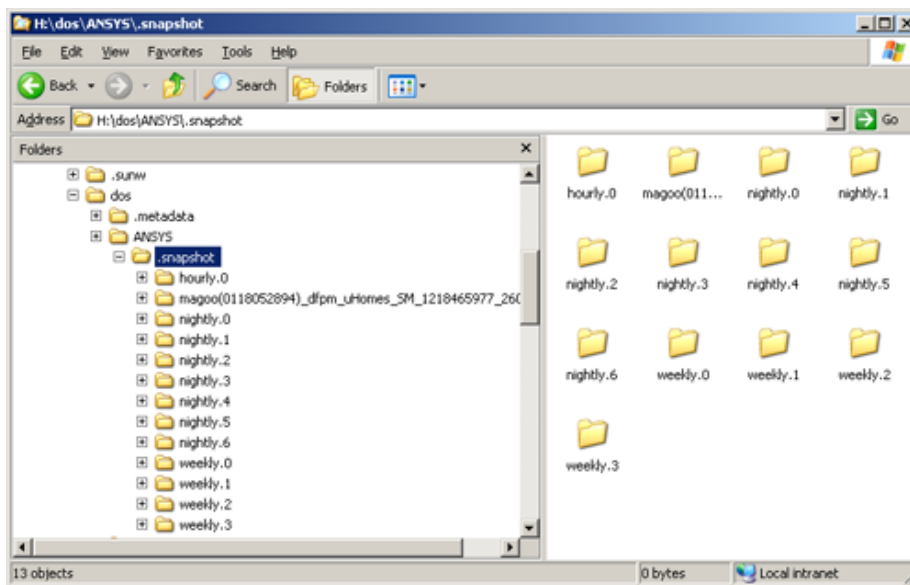 H:\dos\ANSYS\.snapshot
File Edit View Favorites Tools Help
Back Search Folders
Address H:\dos\ANSYS\.snapshot Go
Folders
.sunw
dos
.metadata
ANSYS
.snapshot
hourly.0
magoo(0118052894)_dfpm_uHomes_SM_1218465977_260
nightly.0
nightly.1
nightly.2
nightly.3
nightly.4
nightly.5
nightly.6
weekly.0
weekly.1
weekly.2
weekly.3
hourly.0 magoo(011... nightly.0 nightly.1
nightly.2 nightly.3 nightly.4 nightly.5
nightly.6 weekly.0 weekly.1 weekly.2
weekly.3
13 objects 0 bytes Local intranet